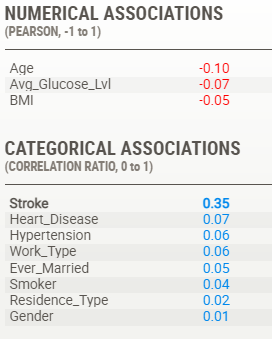 NUMERICAL ASSOCIATIONS
(PEARSON, -1 to 1)
Age -0.10
Avg_Glucose_Lvl -0.07
BMI -0.05
CATEGORICAL ASSOCIATIONS
(CORRELATION RATIO, 0 to 1)
Stroke 0.35
Heart_Disease 0.07
Hypertension 0.06
Work_Type 0.06
Ever_Married 0.05
Smoker 0.04
Residence_Type 0.02
Gender 0.01